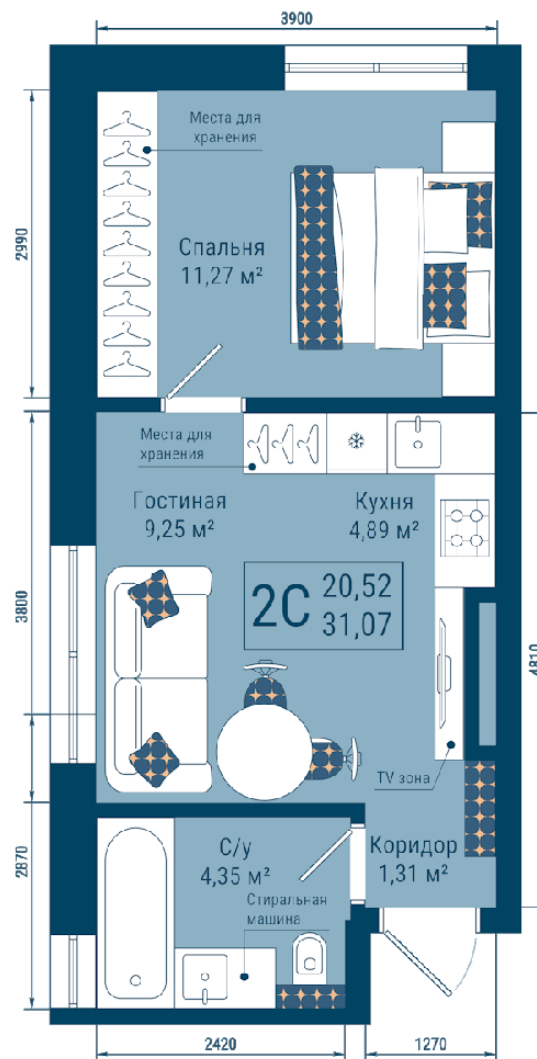 3900
Места для
хранения
2990
Спальня
11,27 м²
Места для
хранения
Гостиная
9,25 м²
Кухня
4,89 м²
2С
20,52
31,07
3800
4810
TV зона
2870
С/у
4,35 м²
Коридор
1,31 м²
Стиральная
машина
2420
1270